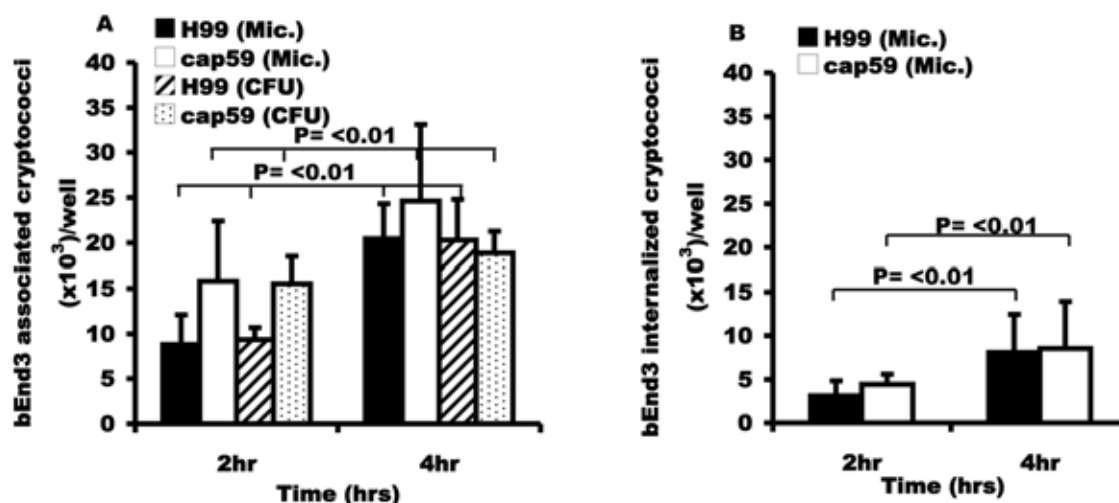 A
H99 (Mic.)
cap59 (Mic.)
H99 (CFU)
cap59 (CFU)
P= <0.01
P= <0.01
40
35
30
25
20
15
10
5
0
bEnd3 associated cryptococci
(x10³)/well
2hr
4hr
Time (hrs)
B
H99 (Mic.)
cap59 (Mic.)
P= <0.01
P= <0.01
40
35
30
25
20
15
10
5
0
bEnd3 internalized cryptococci
(x10³)/well
2hr
4hr
Time (hrs)